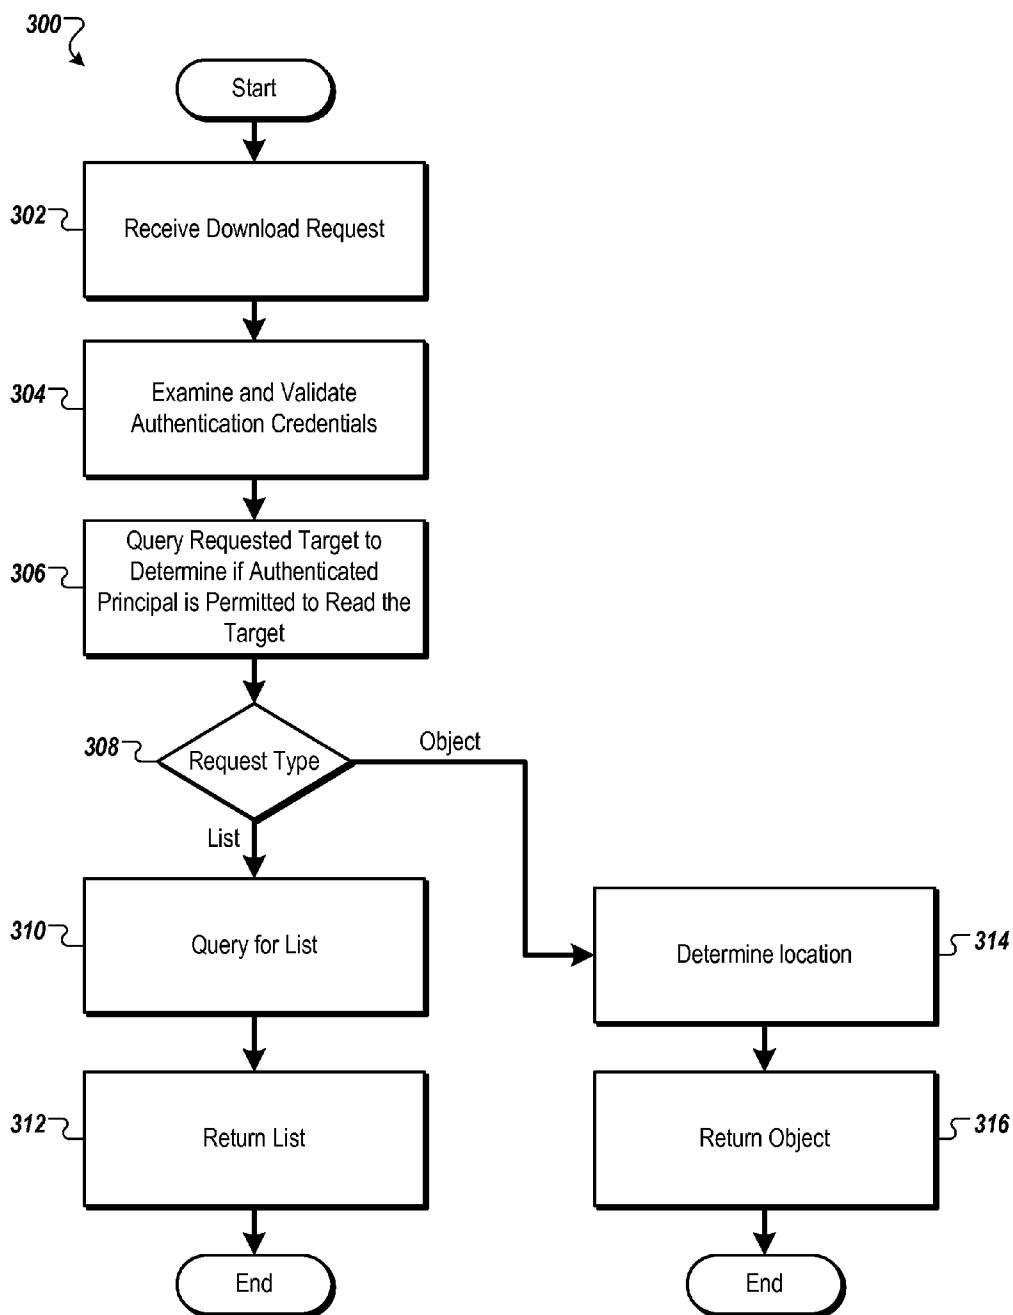 300
Start
302
Receive Download Request
304
Examine and Validate
Authentication Credentials
306
Query Requested Target to
Determine if Authenticated
Principal is Permitted to Read the
Target
308
Request Type
Object
List
310
Query for List
Determine location
314
312
Return List
Return Object
316
End
End